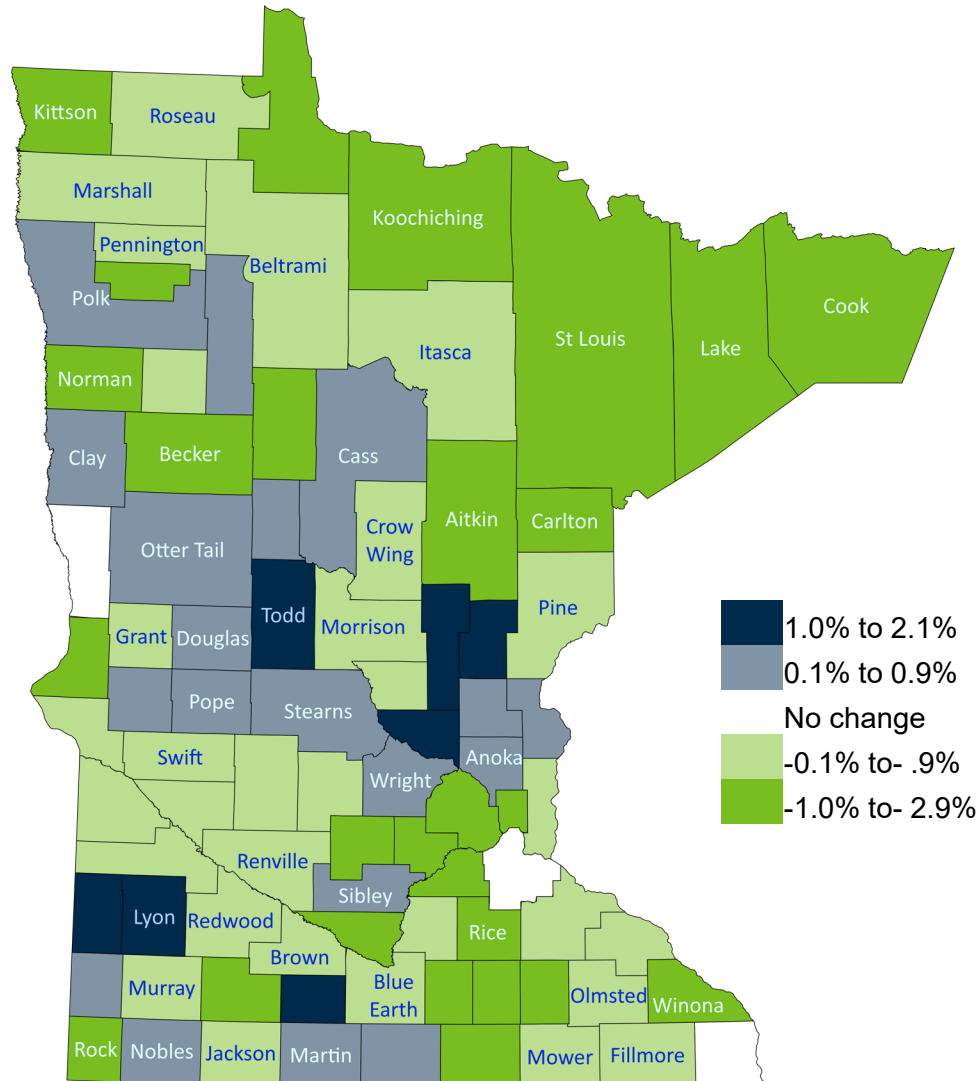 Kittson
Roseau
Marshall
Koochiching
Pennington
Beltrami
Polk
Cook
St Louis
Lake
Itasca
Norman
Clay
Becker
Cass
Aitkin
Carlton
Crow
Wing
Otter Tail
Todd
Pine
Grant
Douglas
Morrison
1.0% to 2.1%
0.1% to 0.9%
No change
-0.1% to- .9%
-1.0% to- 2.9%
Pope
Stearns
Swift
Anoka
Wright
Renville
Sibley
Lyon
Redwood
Rice
Brown
Murray
Blue
Earth
Olmsted
Winona
Rock
Nobles
Jackson
Martin
Mower
Fillmore